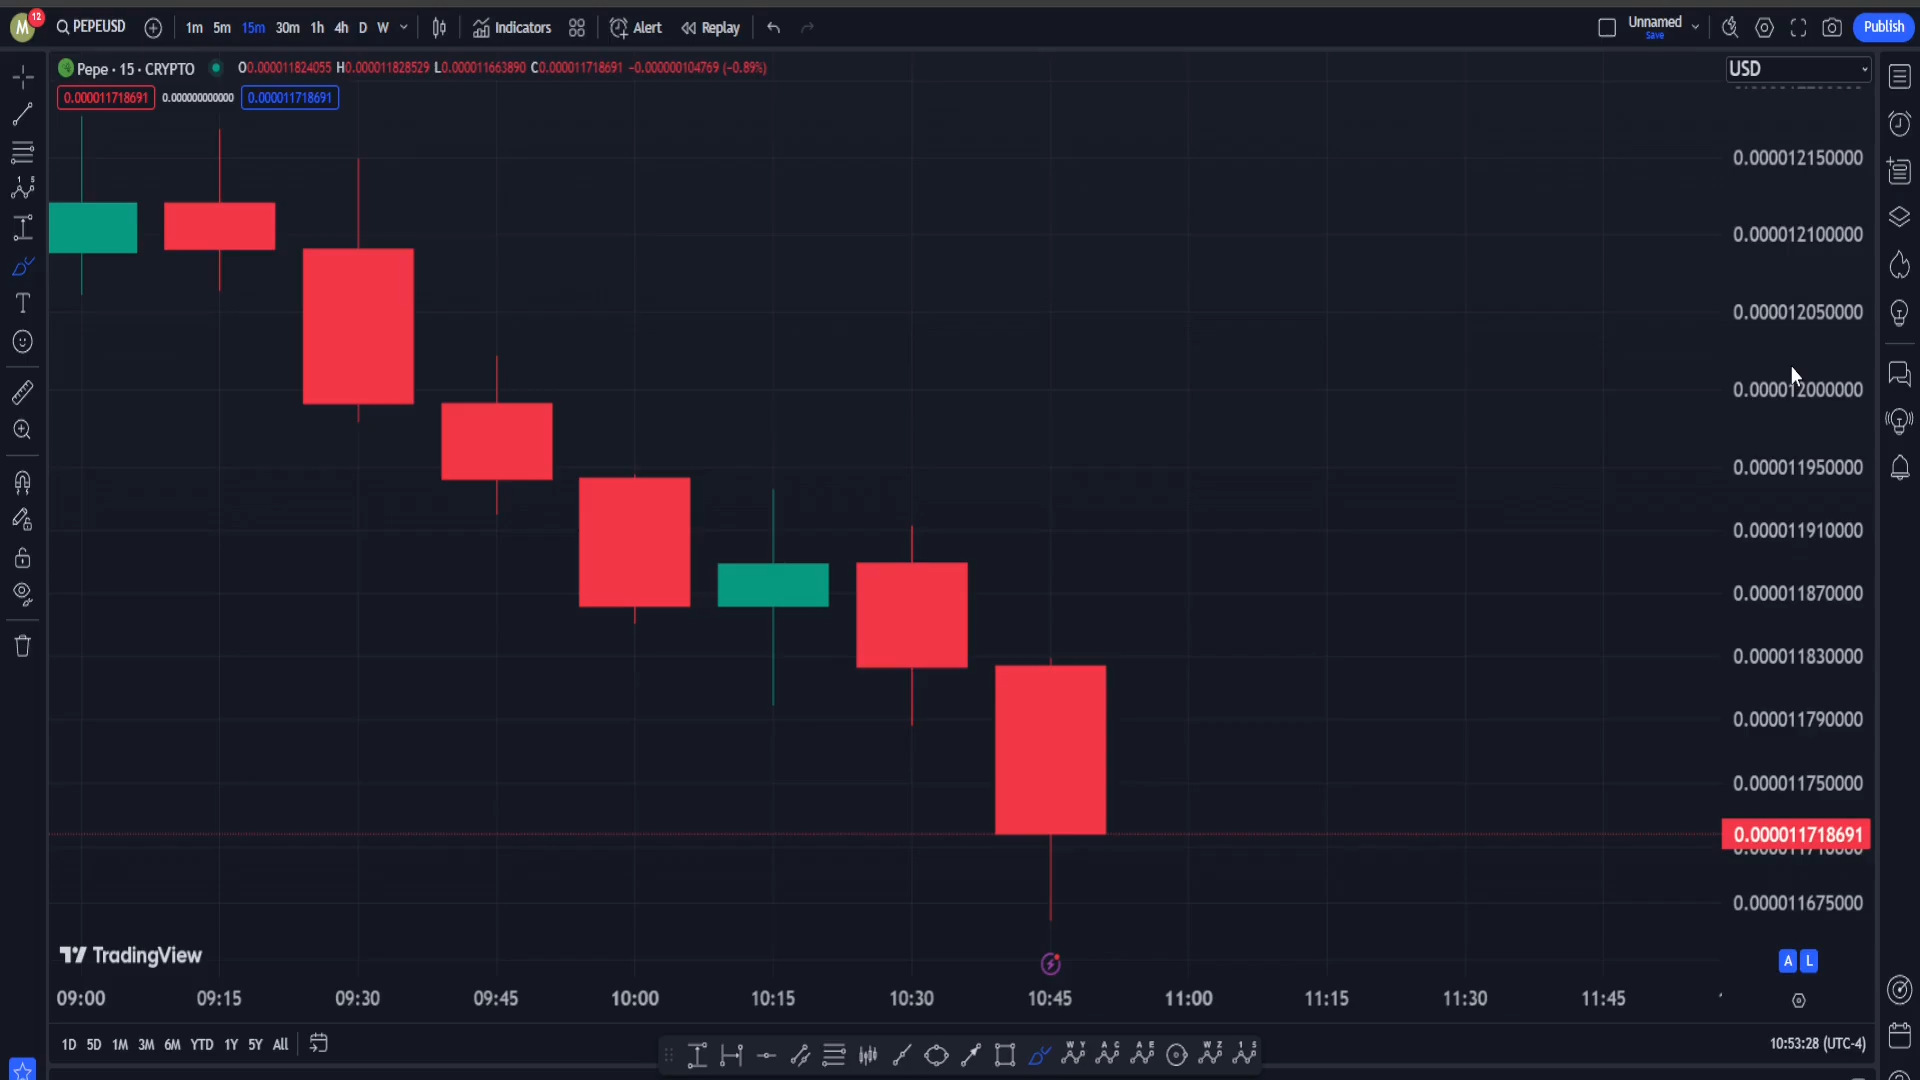 M 12 PEPEUSD 1m 5m 15m 30m 1h 4h D W Indicators Alert Replay Unnamed Save Publish
Pepe · 15 · CRYPTO O0.000011824055 H0.000011828529 L0.000011663890 C0.000011718691 −0.000000104769 (−0.89%) USD
0.000011718691 0.000000000000 0.000011718691
0.000012150000
0.000012100000
0.000012050000
0.000012000000
0.000011950000
0.000011910000
0.000011870000
0.000011830000
0.000011790000
0.000011750000
0.000011718691
0.000011675000
TradingView
A L
09:00 09:15 09:30 09:45 10:00 10:15 10:30 10:45 11:00 11:15 11:30 11:45
1D 5D 1M 3M 6M YTD 1Y 5Y All 10:53:28 (UTC-4)